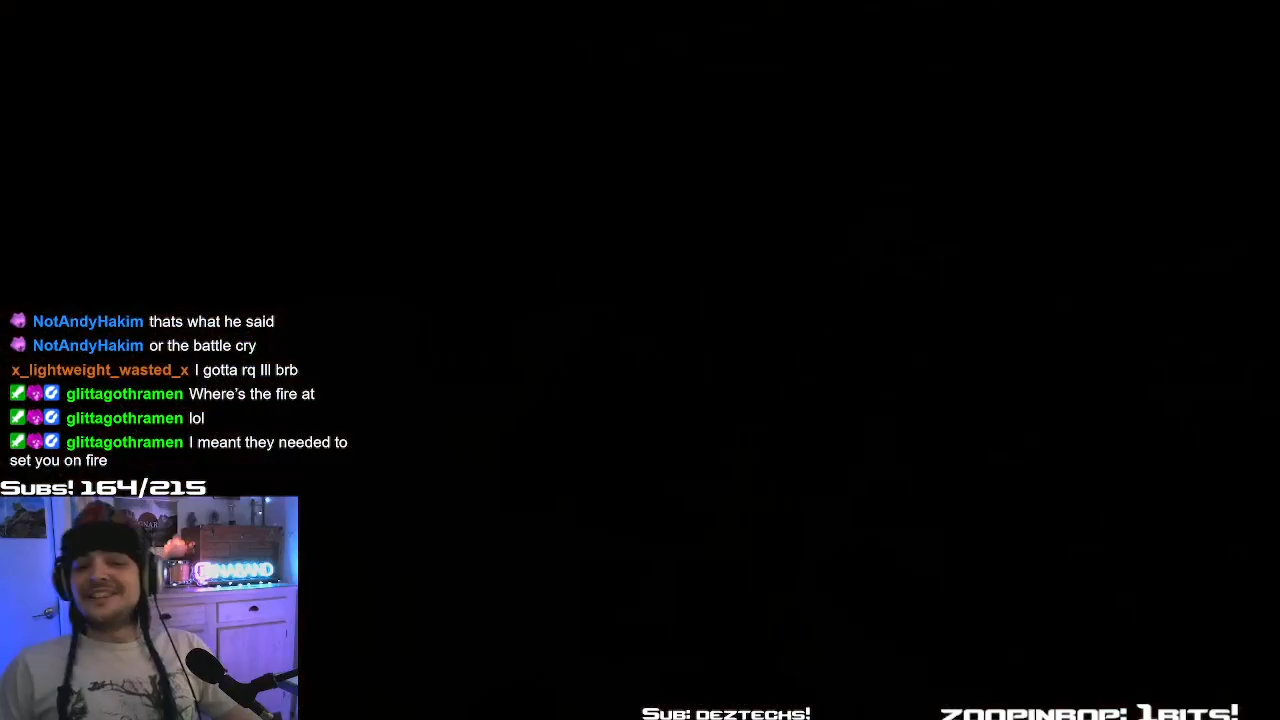 NotAndyHakim thats what he said
NotAndyHakim or the battle cry
x_lightweight_wasted_x I gotta rq Ill brb
glittagothramen Where's the fire at
glittagothramen lol
glittagothramen I meant they needed to
set you on fire
Subs! 164/215
Sub: deztechs!
zoopinbop: 1bits!